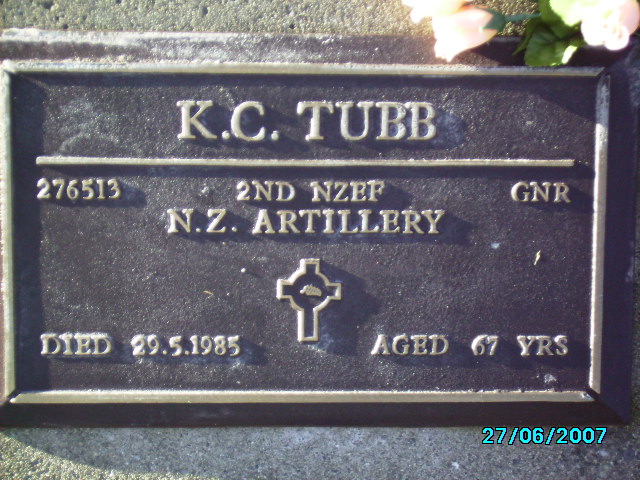 K.C. TUBB
276513 2ND NZEF GNR
N.Z. ARTILLERY
DIED 29.5.1985 AGED 67 YRS
27/06/2007